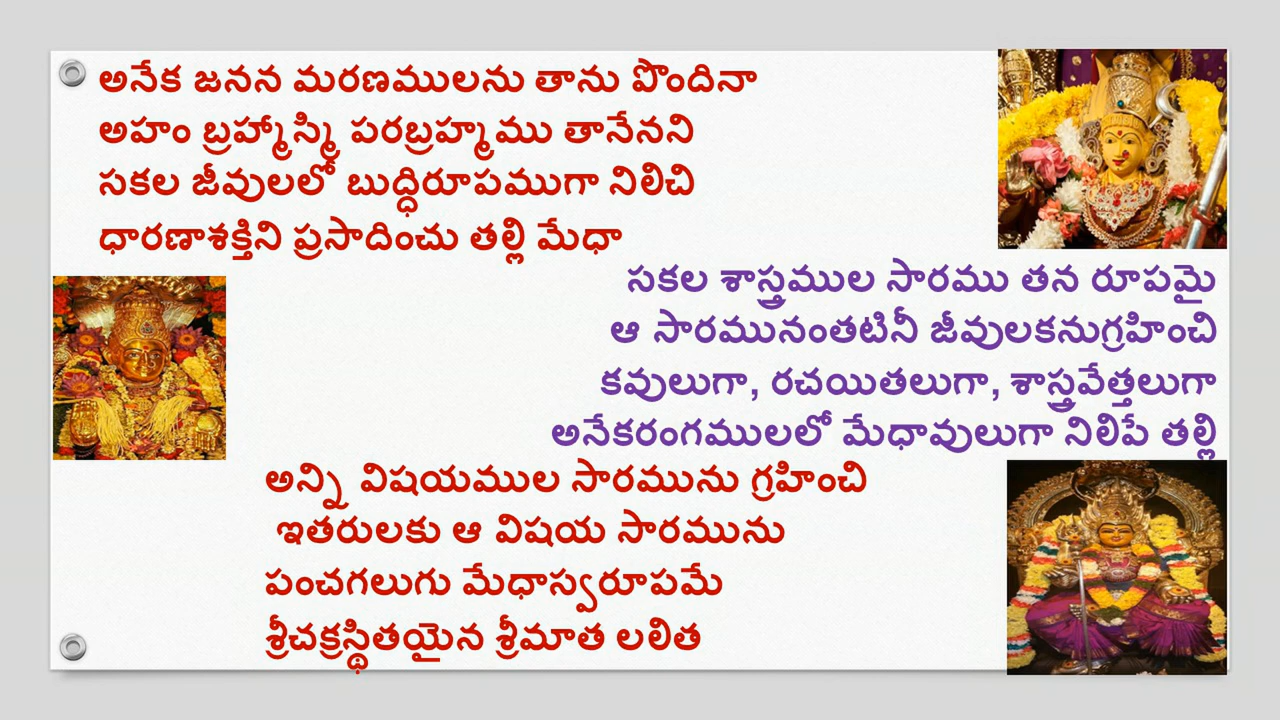 అనేక జనన మరణములను తాను పొందినా
అహం బ్రహ్మాస్మి పరబ్రహ్మము తానేనని
సకల జీవులలో బుద్ధిరూపముగా నిలిచి
ధారణాశక్తిని ప్రసాదించు తల్లి మేధా
సకల శాస్త్రముల సారము తన రూపమై
ఆ సారమునంతటినీ జీవులకనుగ్రహించి
కవులుగా, రచయితలుగా, శాస్త్రవేత్తలుగా
అనేకరంగములలో మేధావులుగా నిలిపే తల్లి
అన్ని విషయముల సారమును గ్రహించి
ఇతరులకు ఆ విషయ సారమును
పంచగలుగు మేధాస్వరూపమే
శ్రీచక్రస్థితయైన శ్రీమాత లలిత